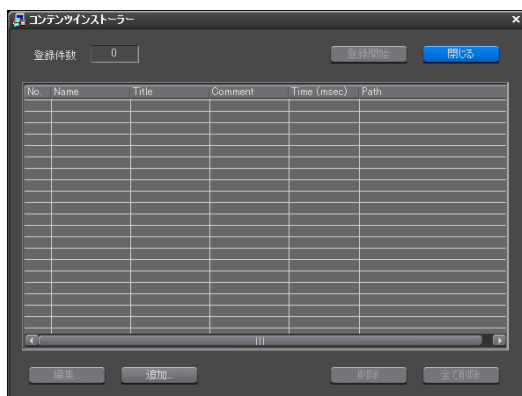 コンテンツインストーラー ×
登録件数 0 登録開始 閉じる
No. Name Title Comment Time (msec) Path
編集... 追加... 削除 全て削除